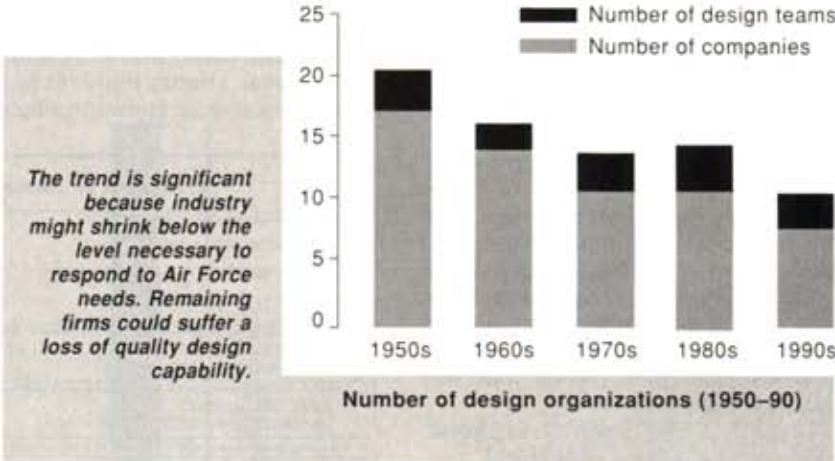 25
Number of design teams
Number of companies
20
15
10
5
0
1950s 1960s 1970s 1980s 1990s
Number of design organizations (1950–90)
The trend is significant
because industry
might shrink below the
level necessary to
respond to Air Force
needs. Remaining
firms could suffer a
loss of quality design
capability.